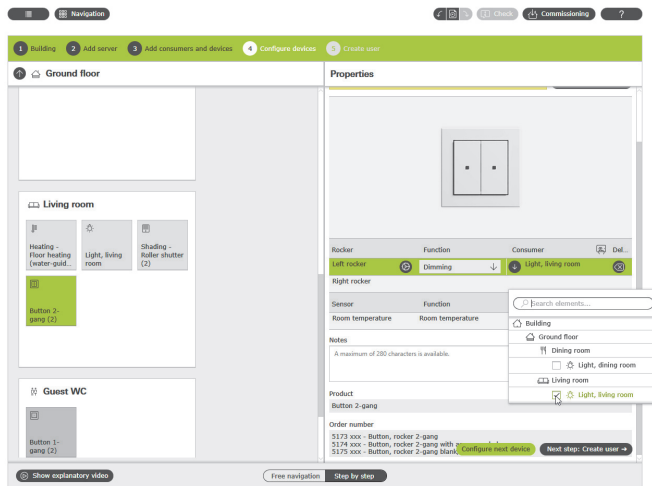 Navigation
Check
Commissioning
?
1 Building
2 Add server
3 Add consumers and devices
4 Configure devices
5 Create user
Ground floor
Properties
Living room
Heating -
Floor heating
(water-guid...
Light, living
room
Shading -
Roller shutter
(2)
Button 2-
gang (2)
Guest WC
Button 1-
gang (2)
Rocker
Function
Consumer
Del...
Left rocker
Dimming
Light, living room
Right rocker
Sensor
Function
Room temperature
Room temperature
Search elements...
Building
Ground floor
Dining room
Light, dining room
Living room
Light, living room
Notes
A maximum of 280 characters is available.
Product
Button 2-gang
Order number
5173 xxx - Button, rocker 2-gang
5174 xxx - Button, rocker 2-gang with
5175 xxx - Button, rocker 2-gang blank
Configure next device
Next step: Create user
Show explanatory video
Free navigation
Step by step